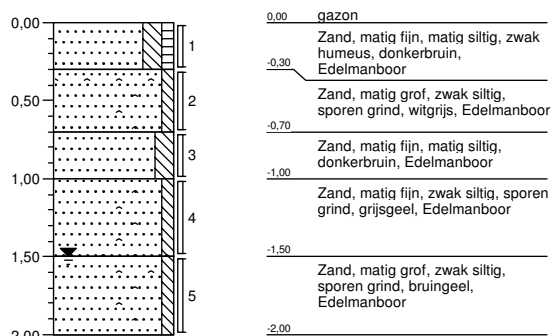 0,00
0,50
1,00
1,50
2,00
1
2
3
4
5
0,00 gazon
Zand, matig fijn, matig siltig, zwak
humeus, donkerbruin,
Edelmanboor
-0,30
Zand, matig grof, zwak siltig,
sporen grind, witgrijs, Edelmanboor
-0,70
Zand, matig fijn, matig siltig,
donkerbruin, Edelmanboor
-1,00
Zand, matig fijn, zwak siltig, sporen
grind, grijsgeel, Edelmanboor
-1,50
Zand, matig grof, zwak siltig,
sporen grind, bruingeel,
Edelmanboor
-2,00